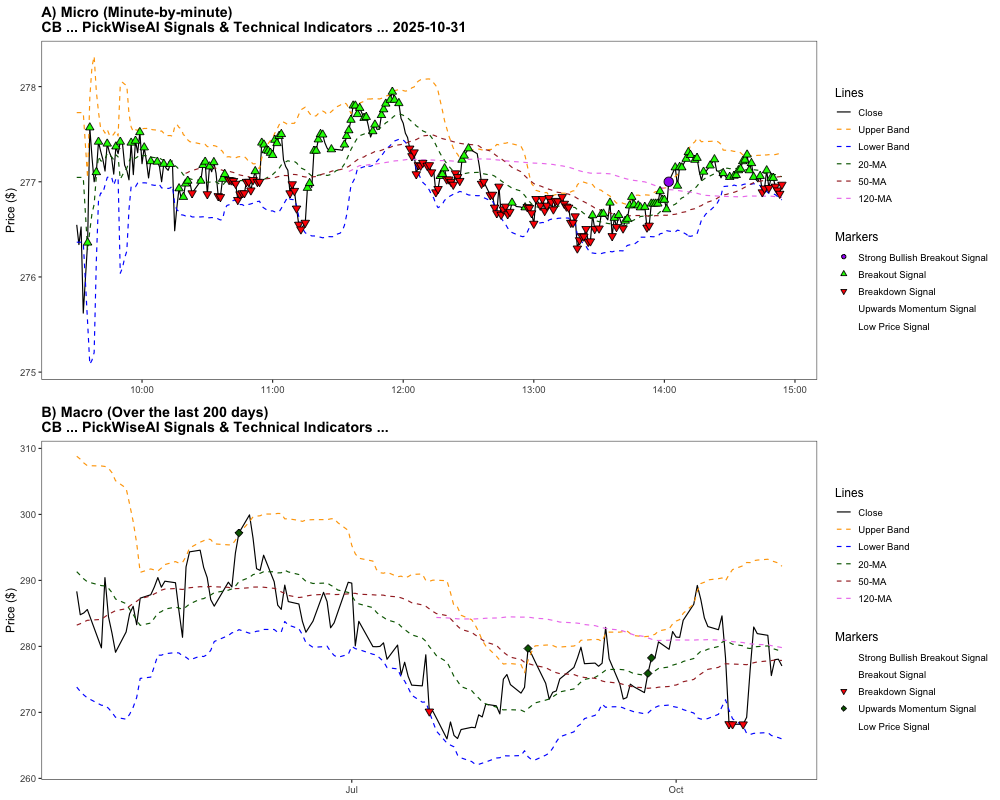 A) Micro (Minute-by-minute)
CB ... PickWiseAI Signals & Technical Indicators ... 2025-10-31
Price ($)
278
277
276
275
10:00
11:00
12:00
13:00
14:00
15:00
Lines
Close
Upper Band
Lower Band
20-MA
50-MA
120-MA
Markers
Strong Bullish Breakout Signal
Breakout Signal
Breakdown Signal
Upwards Momentum Signal
Low Price Signal
B) Macro (Over the last 200 days)
CB ... PickWiseAI Signals & Technical Indicators ...
Price ($)
310
300
290
280
270
260
Jul
Oct
Lines
Close
Upper Band
Lower Band
20-MA
50-MA
120-MA
Markers
Strong Bullish Breakout Signal
Breakout Signal
Breakdown Signal
Upwards Momentum Signal
Low Price Signal